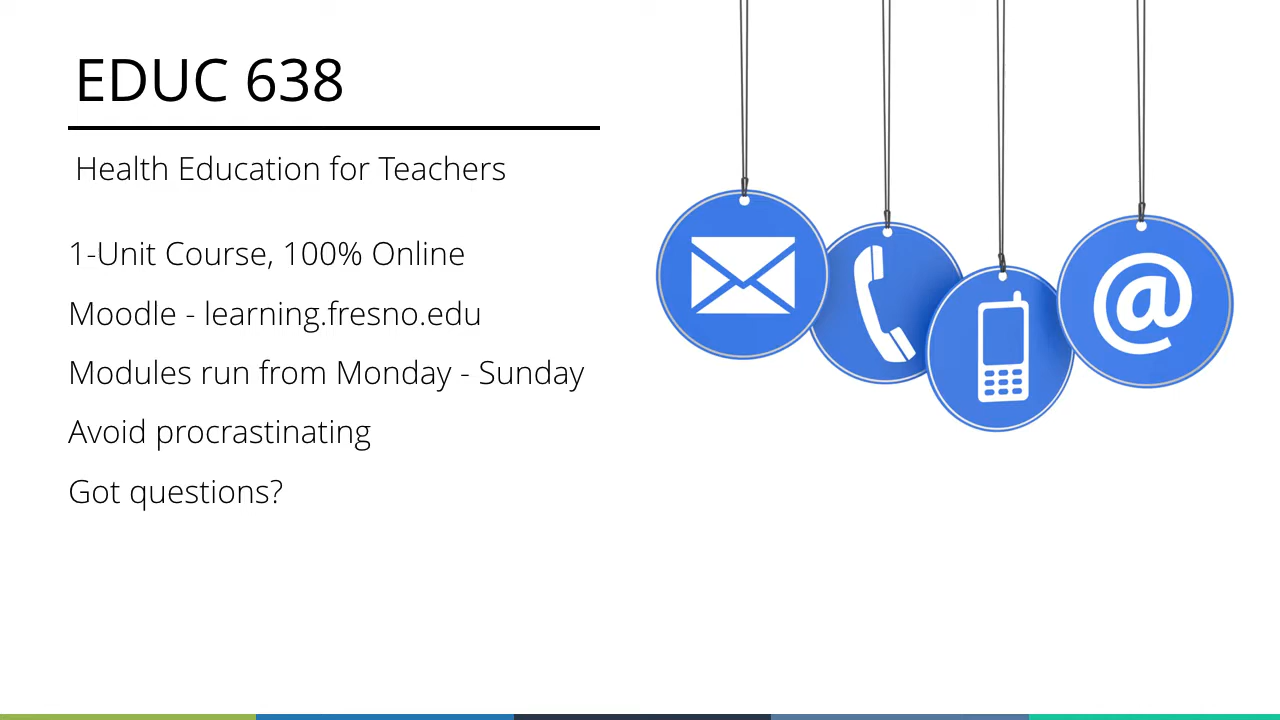 EDUC 638
Health Education for Teachers
1-Unit Course, 100% Online
Moodle - learning.fresno.edu
Modules run from Monday - Sunday
Avoid procrastinating
Got questions?
@